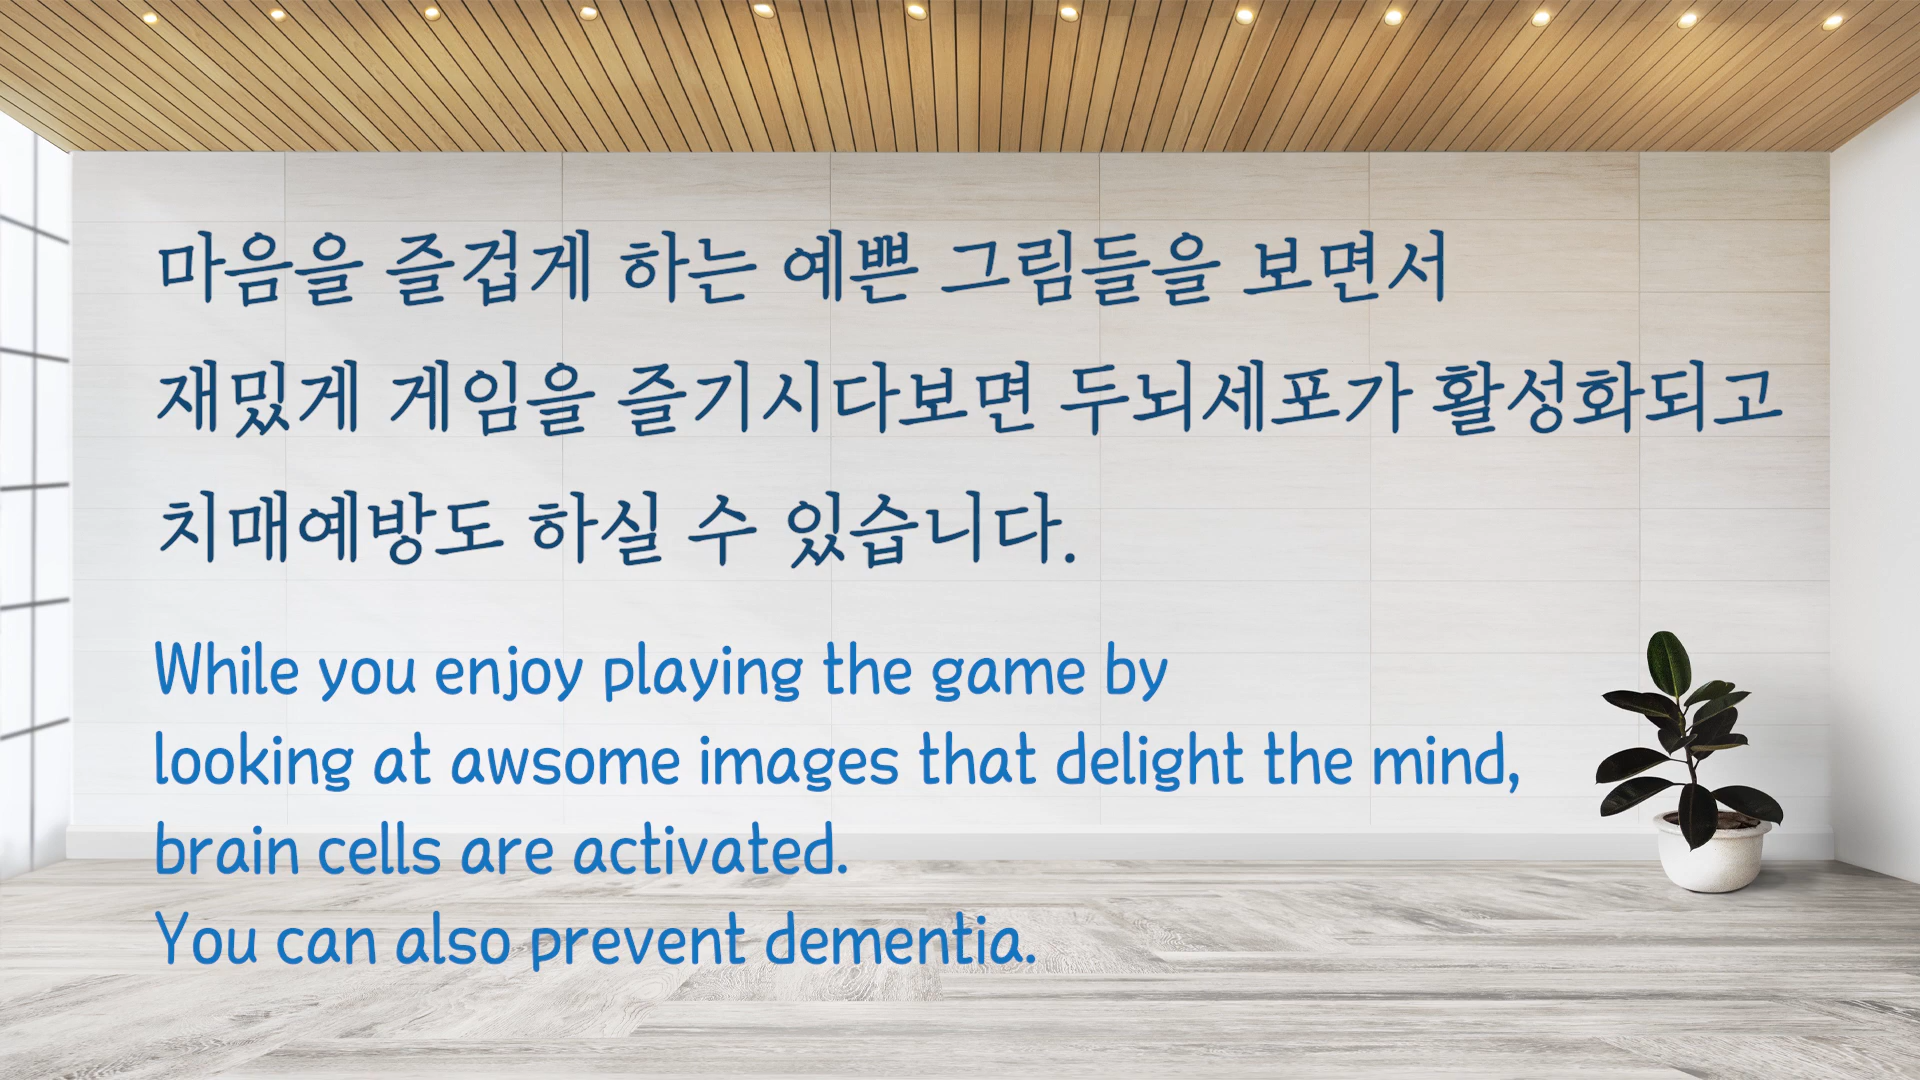 마음을 즐겁게 하는 예쁜 그림들을 보면서
재밌게 게임을 즐기시다보면 두뇌세포가 활성화되고
치매예방도 하실 수 있습니다.
While you enjoy playing the game by
looking at awsome images that delight the mind,
brain cells are activated.
You can also prevent dementia.